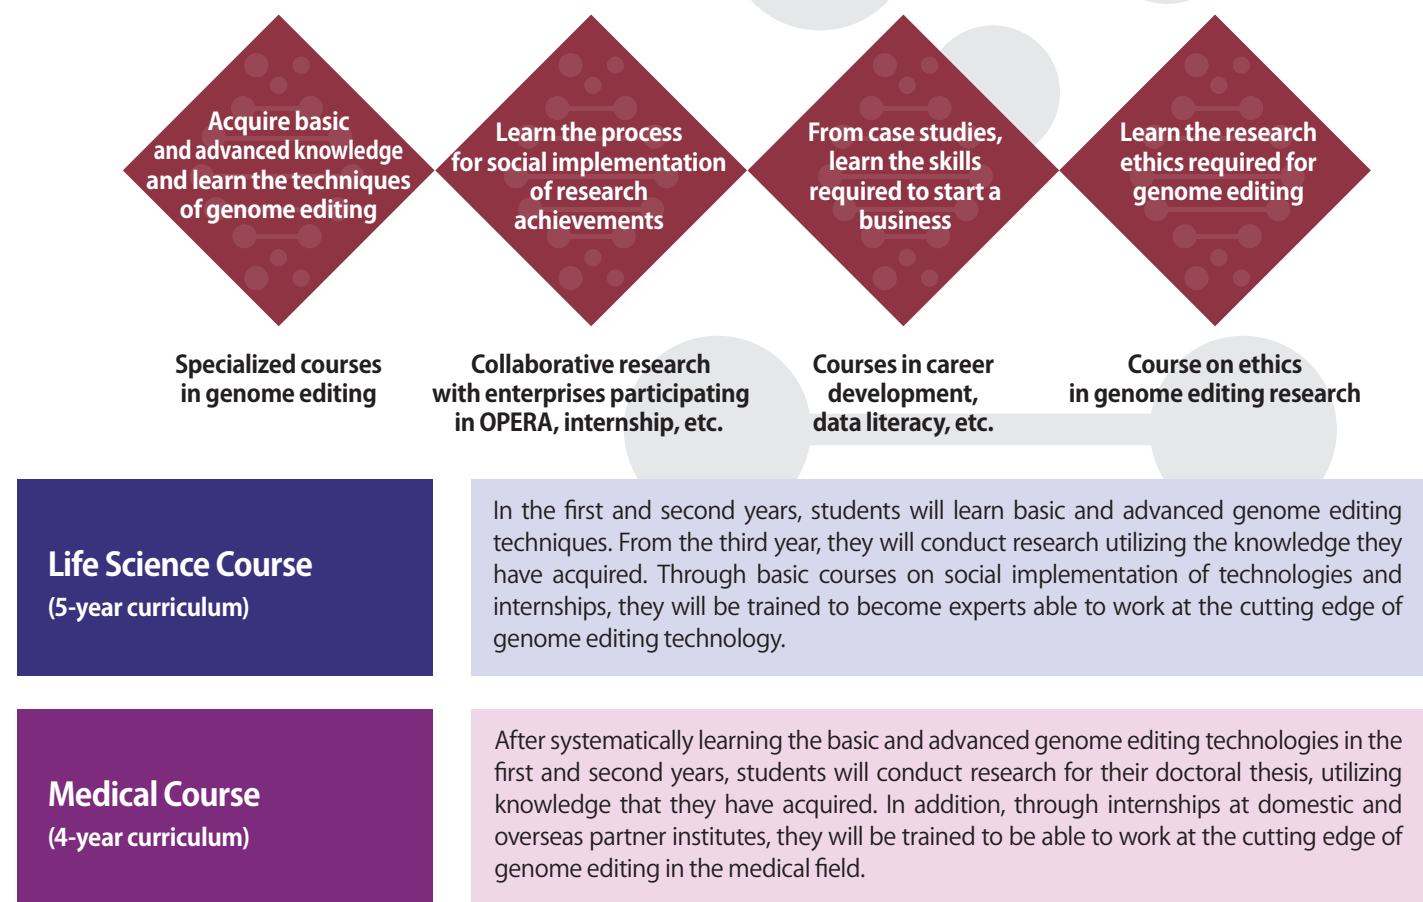 Acquire basic
and advanced knowledge
and learn the techniques
of genome editing
Learn the process
for social implementation
of research
achievements
From case studies,
learn the skills
required to start a
business
Learn the research
ethics required for
genome editing
Specialized courses
in genome editing
Collaborative research
with enterprises participating
in OPERA, internship, etc.
Courses in career
development,
data literacy, etc.
Course on ethics
in genome editing research
Life Science Course
(5-year curriculum)
In the first and second years, students will learn basic and advanced genome editing
techniques. From the third year, they will conduct research utilizing the knowledge they
have acquired. Through basic courses on social implementation of technologies and
internships, they will be trained to become experts able to work at the cutting edge of
genome editing technology.
Medical Course
(4-year curriculum)
After systematically learning the basic and advanced genome editing technologies in the
first and second years, students will conduct research for their doctoral thesis, utilizing
knowledge that they have acquired. In addition, through internships at domestic and
overseas partner institutes, they will be trained to be able to work at the cutting edge of
genome editing in the medical field.